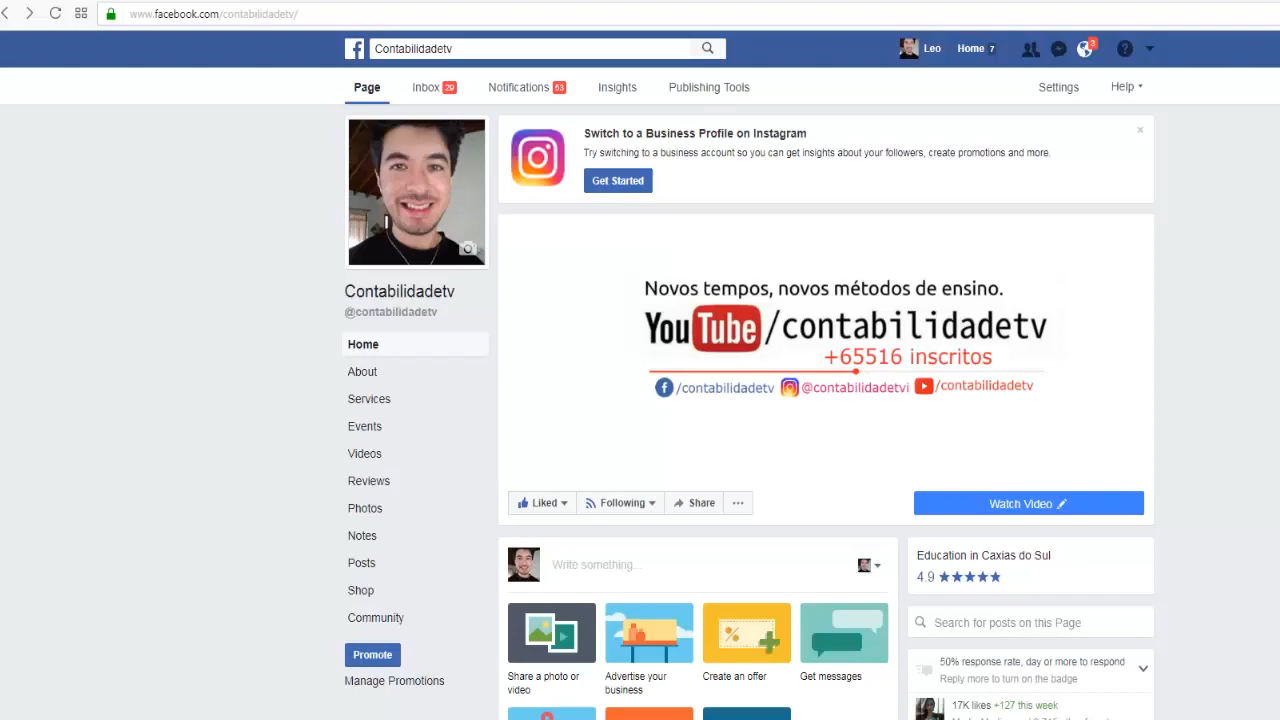 www.facebook.com/contabilidadetv/
Contabilidadetv
Leo
Home 7
3
Page
Inbox 29
Notifications 53
Insights
Publishing Tools
Settings
Help
Switch to a Business Profile on Instagram
Try switching to a business account so you can get insights about your followers, create promotions and more.
Get Started
Contabilidadetv
@contabilidadetv
Home
About
Services
Events
Videos
Reviews
Photos
Notes
Posts
Shop
Community
Promote
Manage Promotions
Novos tempos, novos métodos de ensino.
YouTube/contabilidadetv
+65516 inscritos
/contabilidadetv @contabilidadetvi /contabilidadetv
Liked
Following
Share
Watch Video
Write something...
Share a photo or
video
Advertise your
business
Create an offer
Get messages
Education in Caxias do Sul
4.9
Search for posts on this Page
50% response rate, day or more to respond
Reply more to turn on the badge
17K likes +127 this week